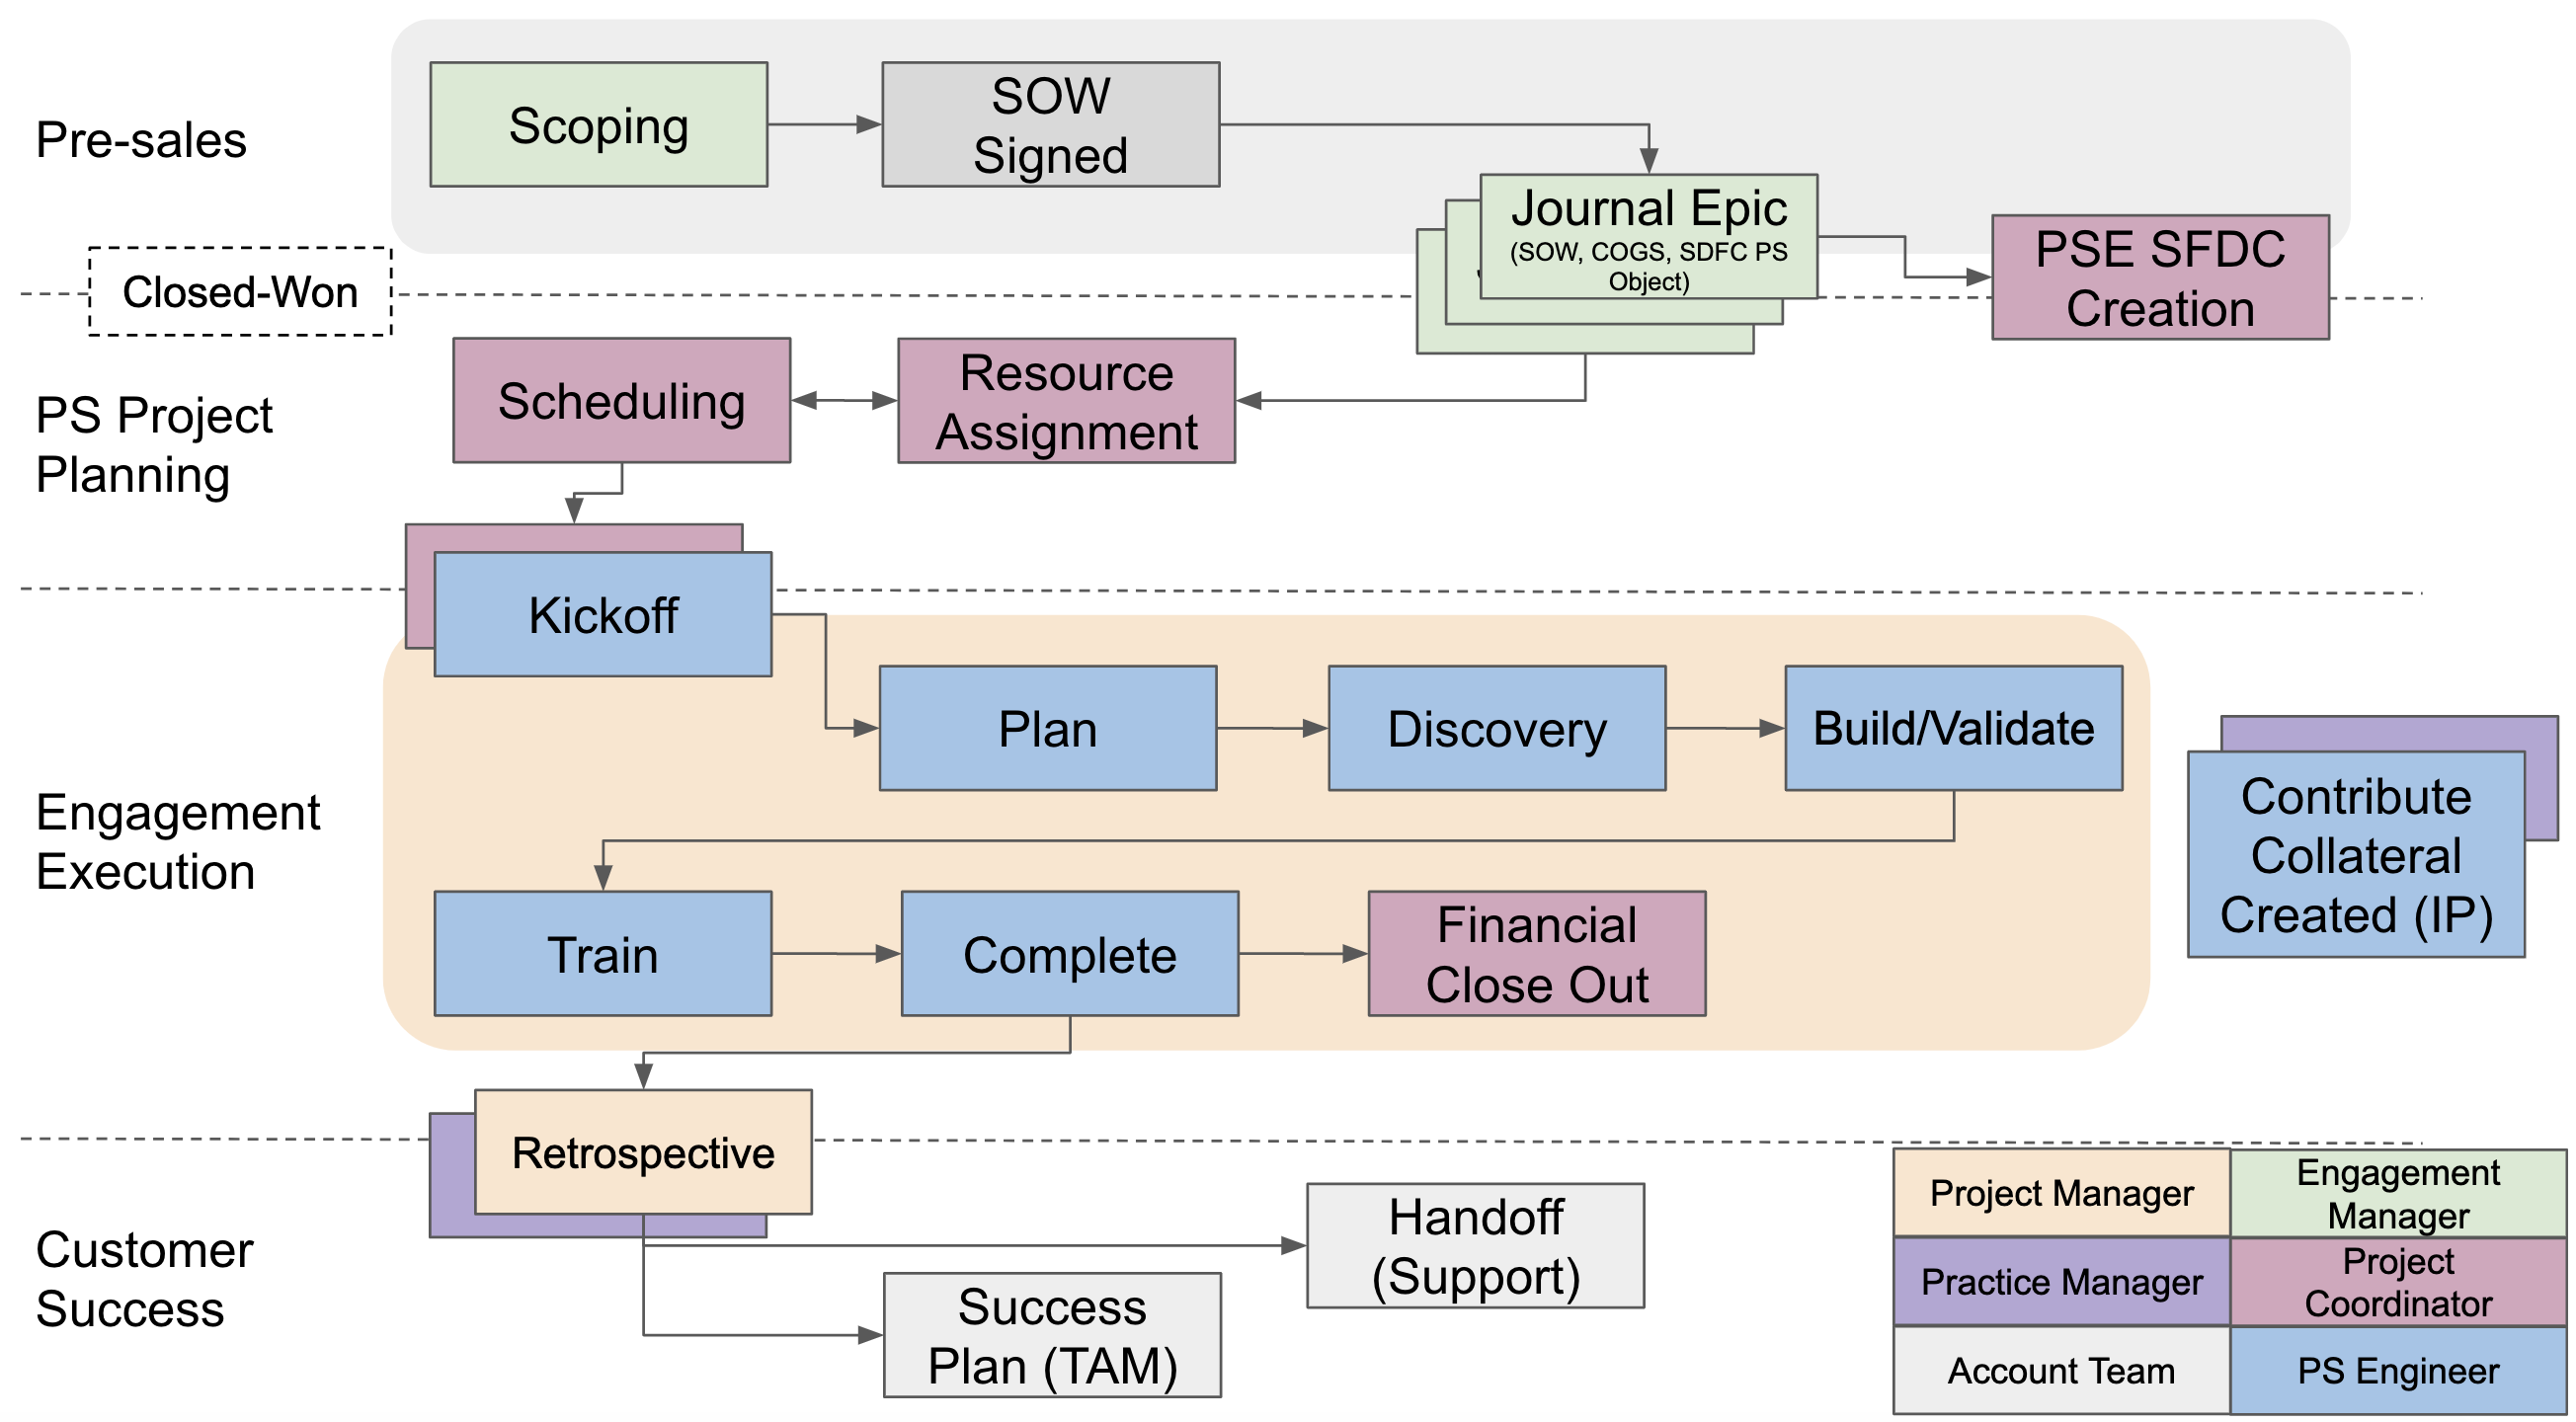 Pre-sales
Scoping
SOW
Signed
Journal Epic
(SOW, COGS, SDFC PS
Object)
PSE SFDC
Creation
Closed-Won
PS Project
Planning
Scheduling
Resource
Assignment
Kickoff
Engagement
Execution
Plan
Discovery
Build/Validate
Contribute
Collateral
Created (IP)
Train
Complete
Financial
Close Out
Retrospective
Customer
Success
Handoff
(Support)
Success
Plan (TAM)
Project Manager
Engagement
Manager
Practice Manager
Project
Coordinator
Account Team
PS Engineer